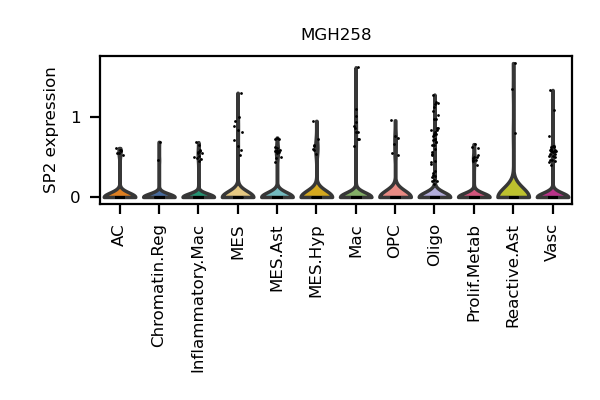 MGH258
SP2 expression
1
0
AC
Chromatin.Reg
Inflammatory.Mac
MES
MES.Ast
MES.Hyp
Mac
OPC
Oligo
Prolif.Metab
Reactive.Ast
Vasc